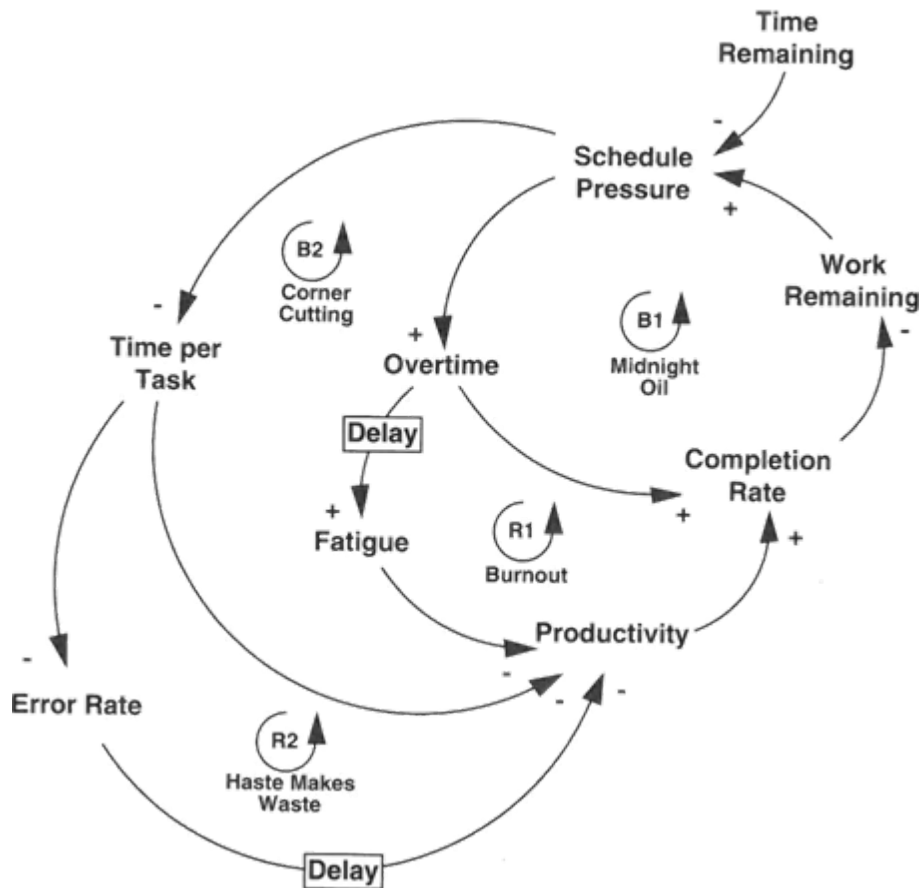 Time
Remaining
-
Schedule
Pressure
+
B2
Corner
Cutting
-
Work
Remaining
-
B1
Midnight
Oil
+
Overtime
Time per
Task
Delay
Completion
Rate
+
+
+
Fatigue
R1
Burnout
Productivity
-
-
-
-
Error Rate
R2
Haste Makes
Waste
Delay